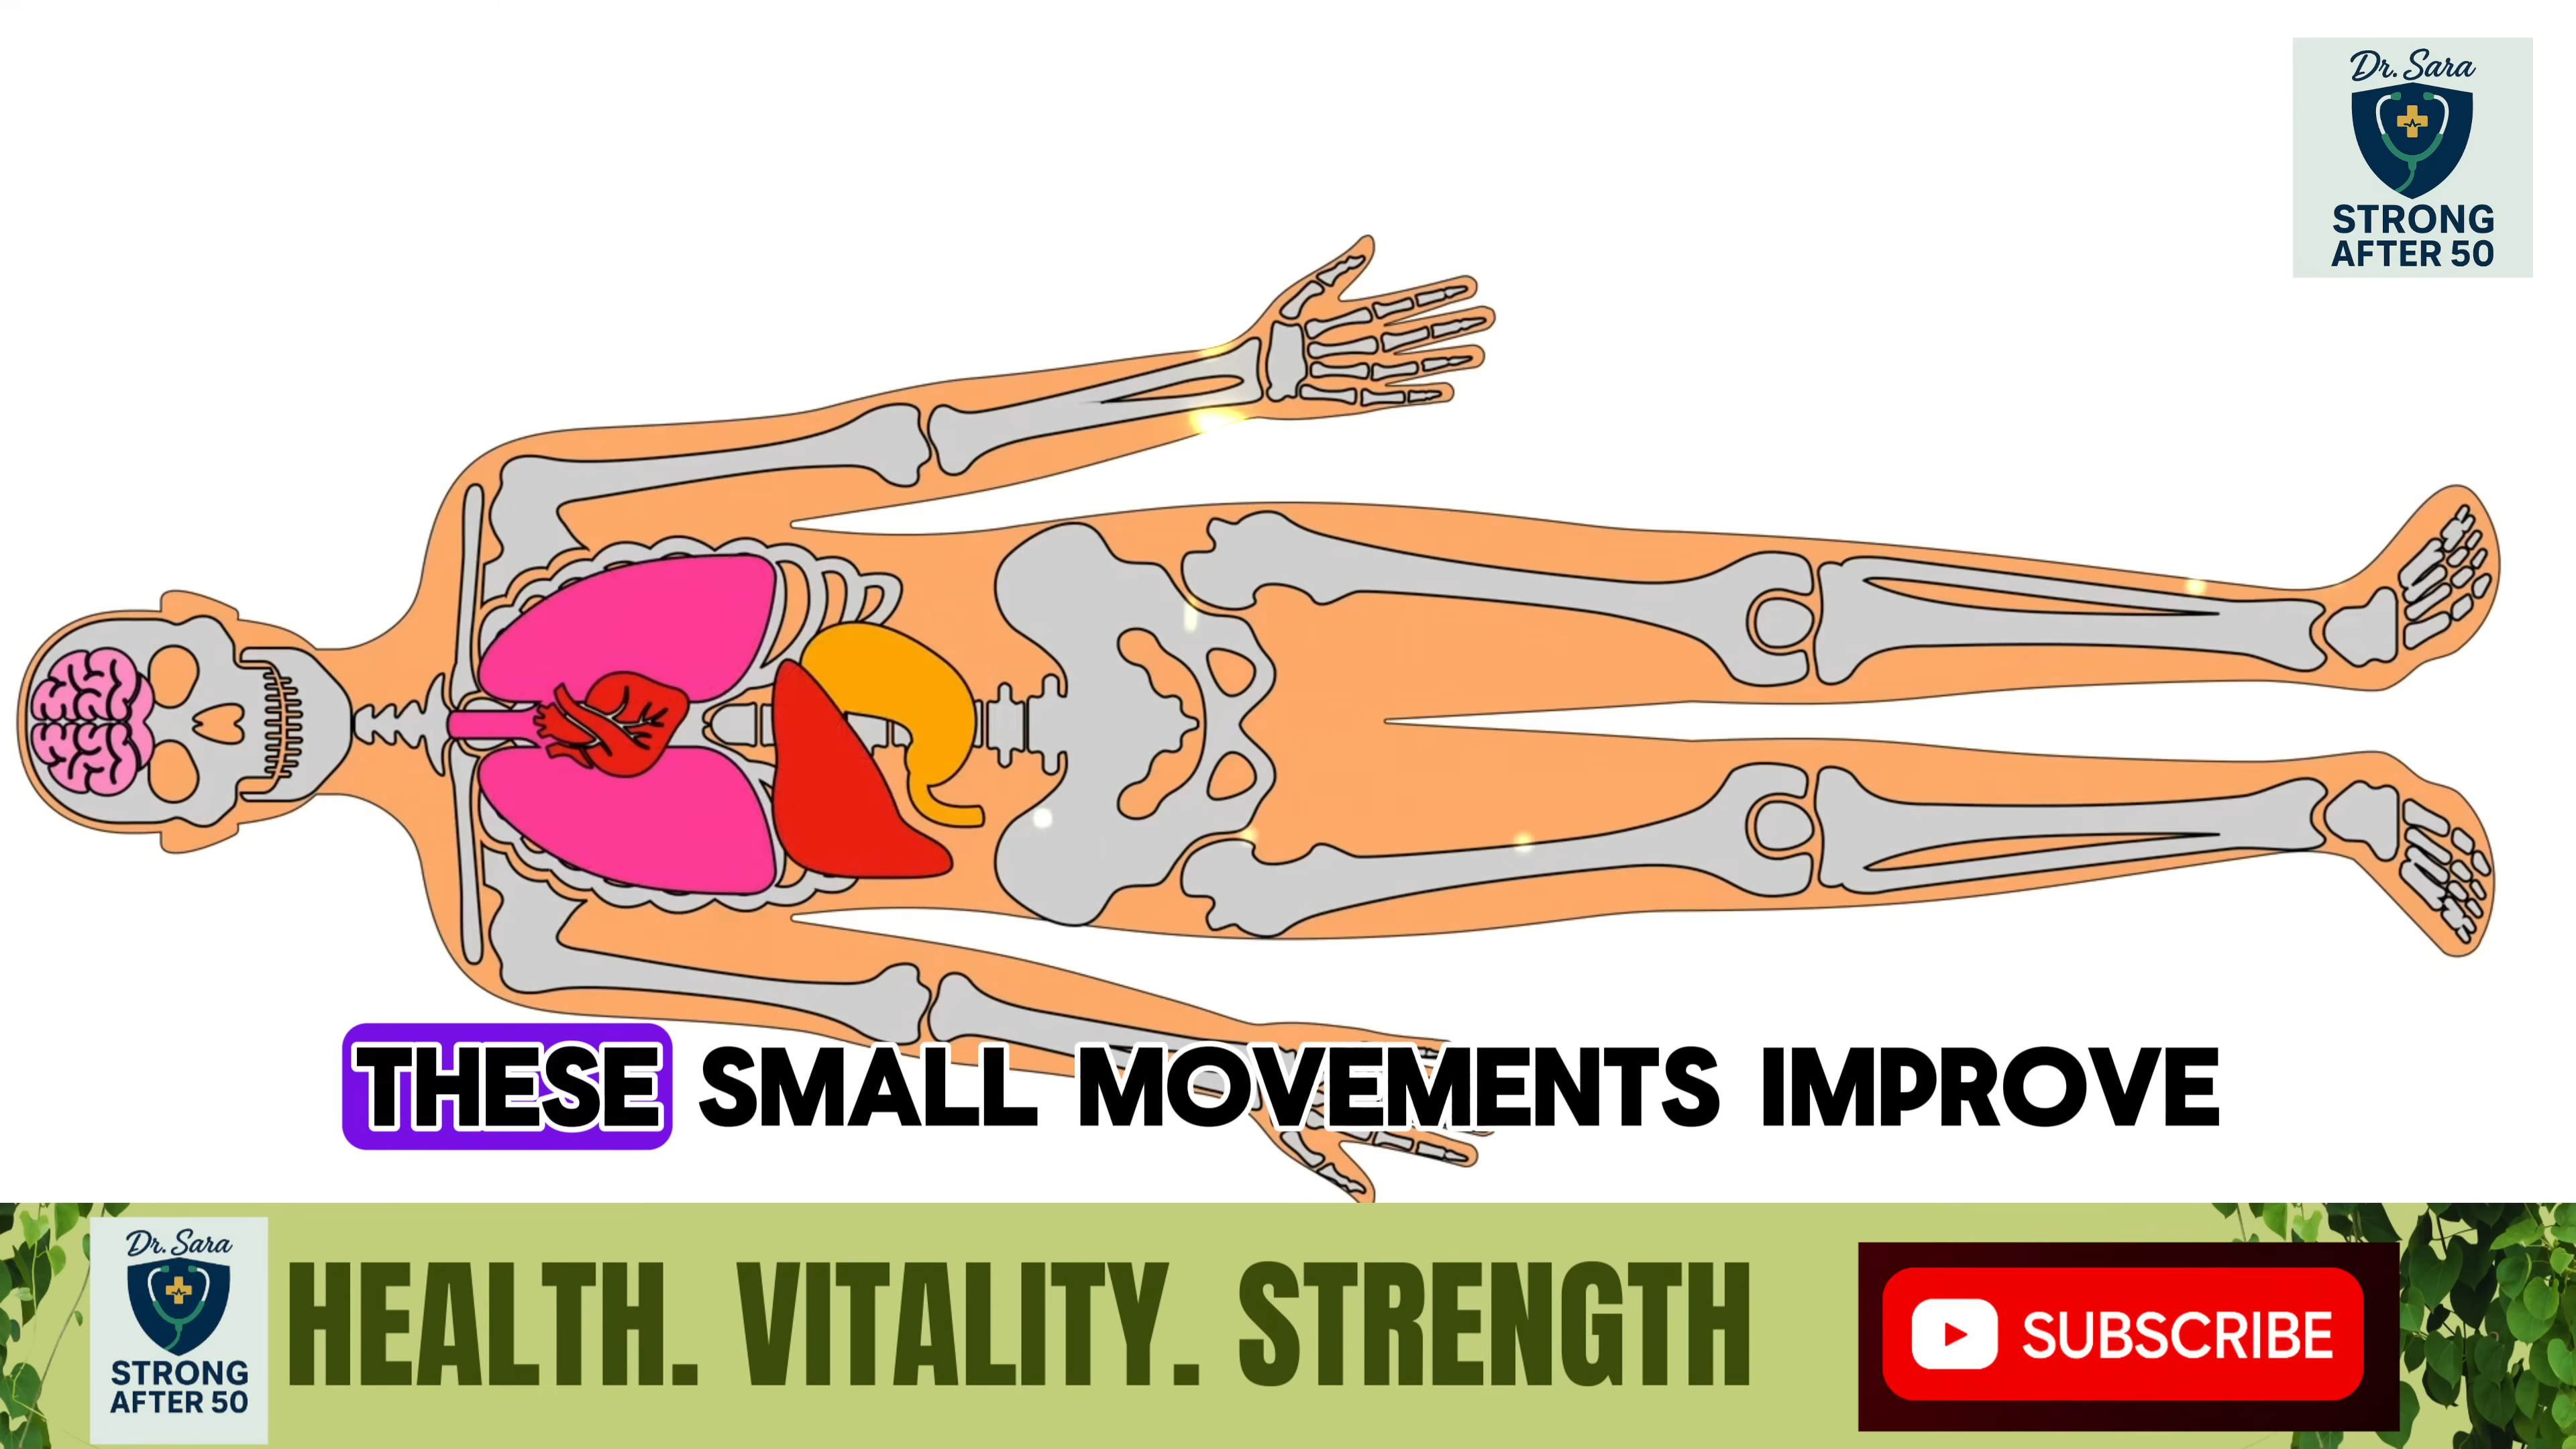 Dr. Sara
STRONG
AFTER 50
THESE SMALL MOVEMENTS IMPROVE
Dr. Sara
STRONG
AFTER 50
HEALTH. VITALITY. STRENGTH
SUBSCRIBE